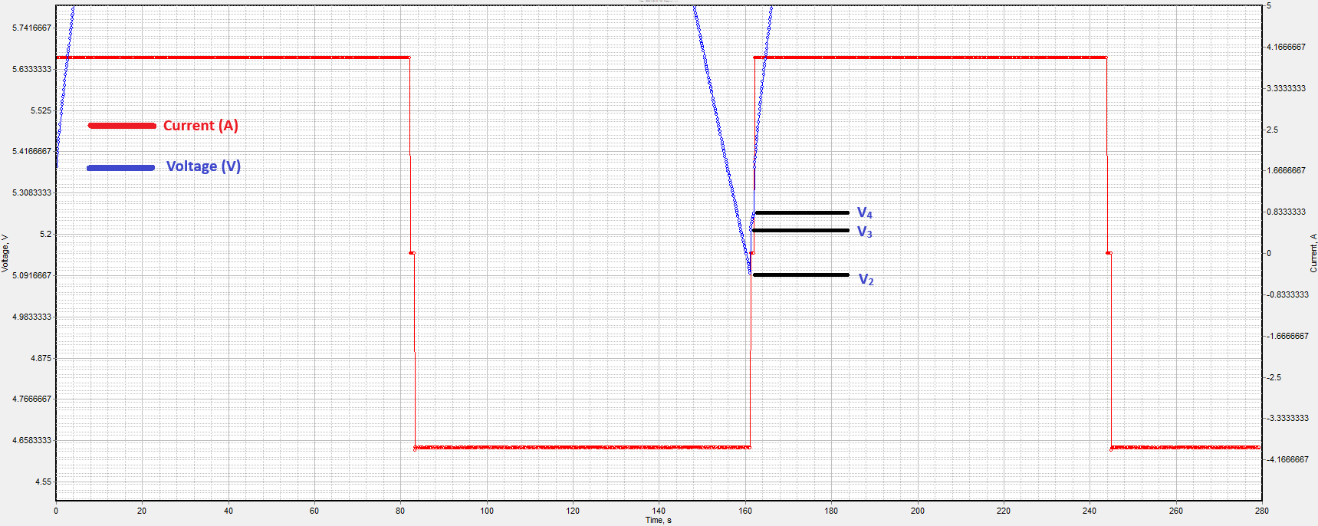 5.7416667
5.6333333
5.525
5.4166667
5.3083333
5.2
5.0916667
4.9833333
4.875
4.7666667
4.6583333
4.55
Voltage, V
Current (A)
Voltage (V)
V4
V3
V2
5
4.1666667
3.3333333
2.5
1.6666667
0.8333333
0
-0.8333333
-1.6666667
-2.5
-3.3333333
-4.1666667
Current, A
0 20 40 60 80 100 120 140 160 180 200 220 240 260 280
Time, s